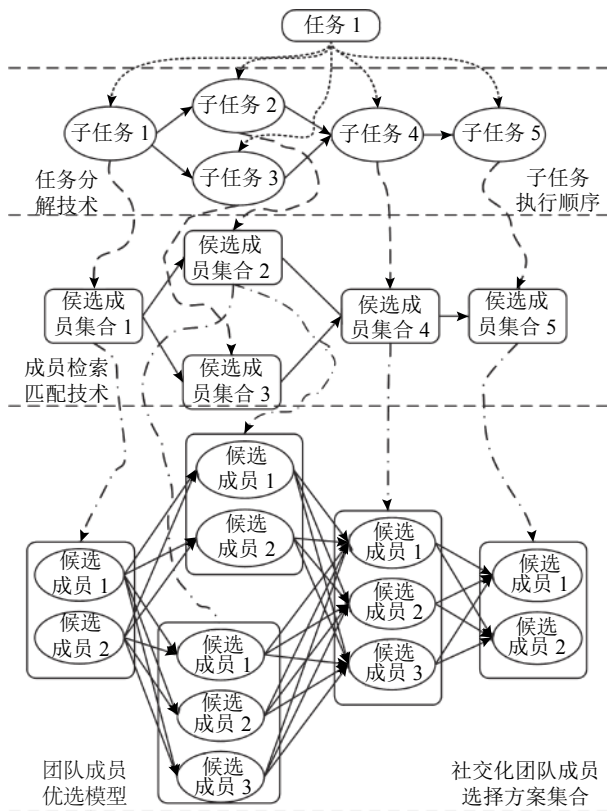 任务 1
子任务 2
子任务 1
子任务 4
子任务 5
子任务 3
任务分
解技术
子任务
执行顺序
侯选成
员集合 2
侯选成
员集合 1
侯选成
员集合 4
侯选成
员集合 5
侯选成
员集合 3
成员检索
匹配技术
候选
成员 1
候选
成员 2
候选
成员 1
候选
成员 2
候选
成员 1
候选
成员 2
候选
成员 3
候选
成员 1
候选
成员 2
候选
成员 3
候选
成员 1
候选
成员 2
团队成员
优选模型
社交化团队成员
选择方案集合